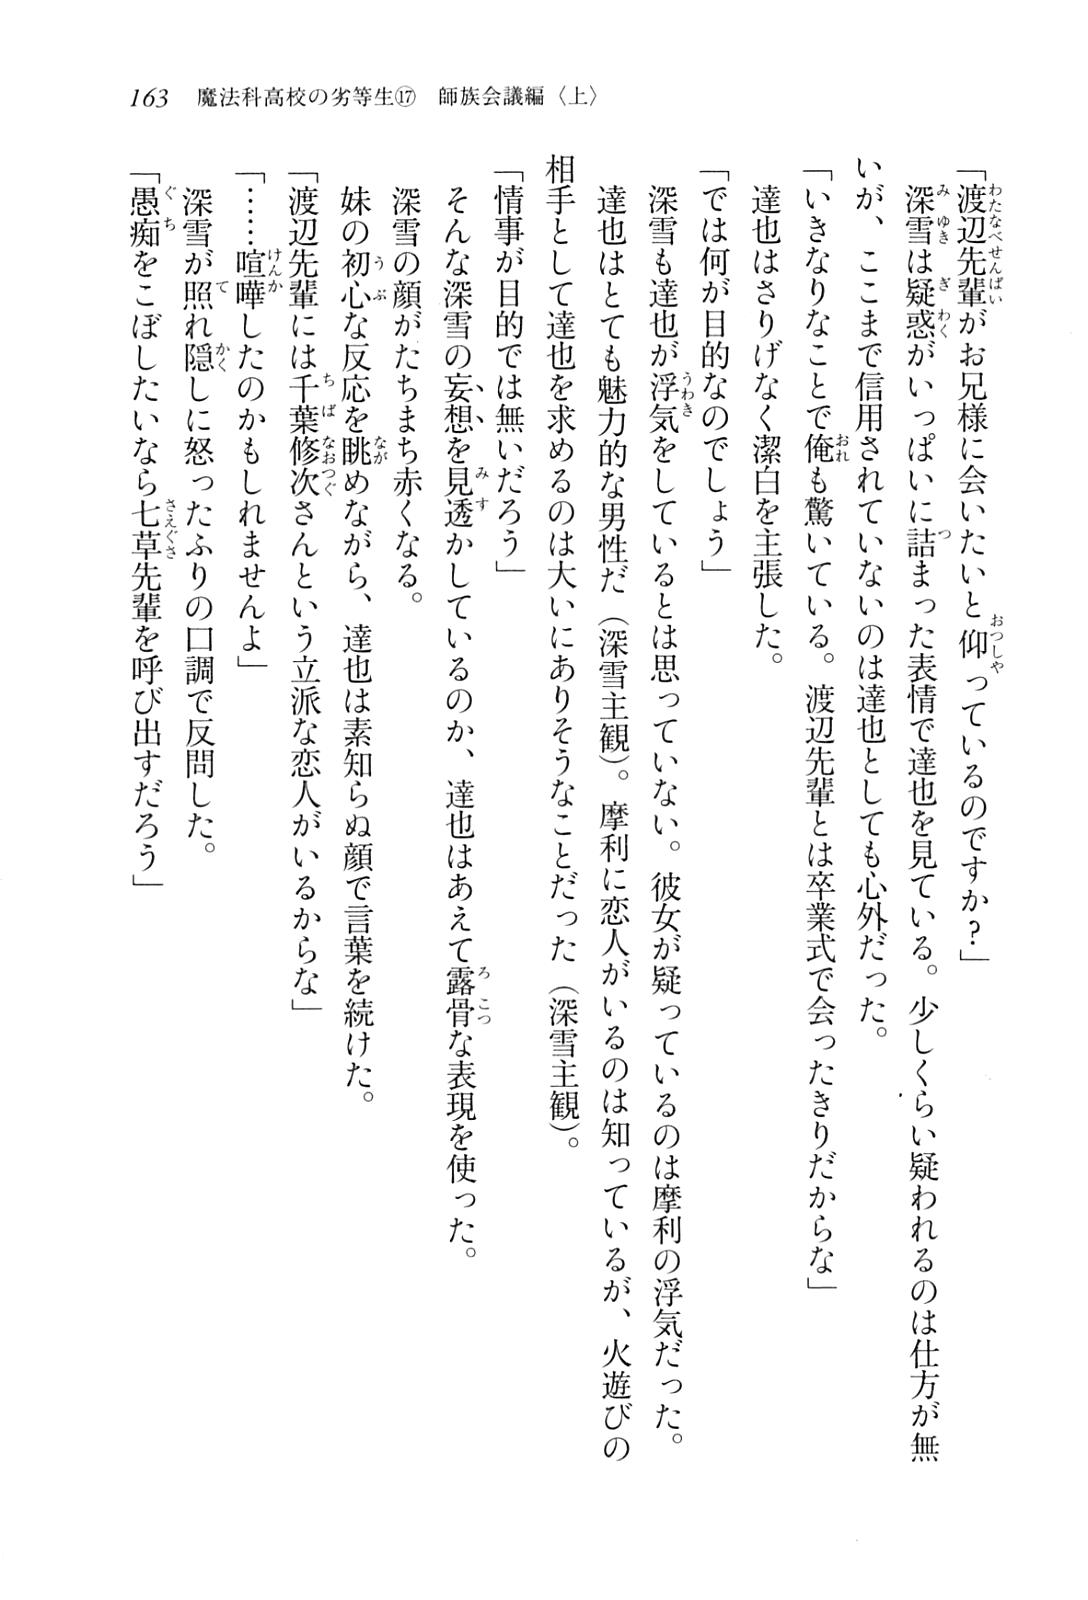 163　魔法科高校の劣等生⑰　師族会議編〈上〉
「渡辺先輩がお兄様に会いたいと仰っているのですか？」
深雪は疑惑がいっぱいに詰まった表情で達也を見ている。少しくらい疑われるのは仕方が無
いが、ここまで信用されていないのは達也としても心外だった。
「いきなりなことで俺も驚いている。渡辺先輩とは卒業式で会ったきりだからな」
達也はさりげなく潔白を主張した。
「では何が目的なのでしょう」
深雪も達也が浮気をしているとは思っていない。彼女が疑っているのは摩利の浮気だった。
達也はとても魅力的な男性だ（深雪主観）。摩利に恋人がいるのは知っているが、火遊びの
相手として達也を求めるのは大いにありそうなことだった（深雪主観）。
「情事が目的では無いだろう」
そんな深雪の妄想を見透かしているのか、達也はあえて露骨な表現を使った。
深雪の顔がたちまち赤くなる。
妹の初心な反応を眺めながら、達也は素知らぬ顔で言葉を続けた。
「渡辺先輩には千葉修次さんという立派な恋人がいるからな」
「……喧嘩したのかもしれませんよ」
深雪が照れ隠しに怒ったふりの口調で反問した。
「愚痴をこぼしたいなら七草先輩を呼び出すだろう」